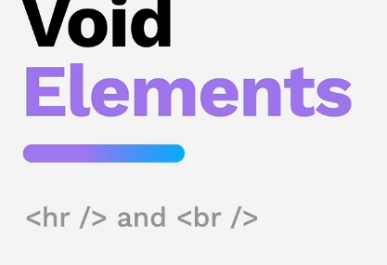 Void
Elements
<hr /> and <br />